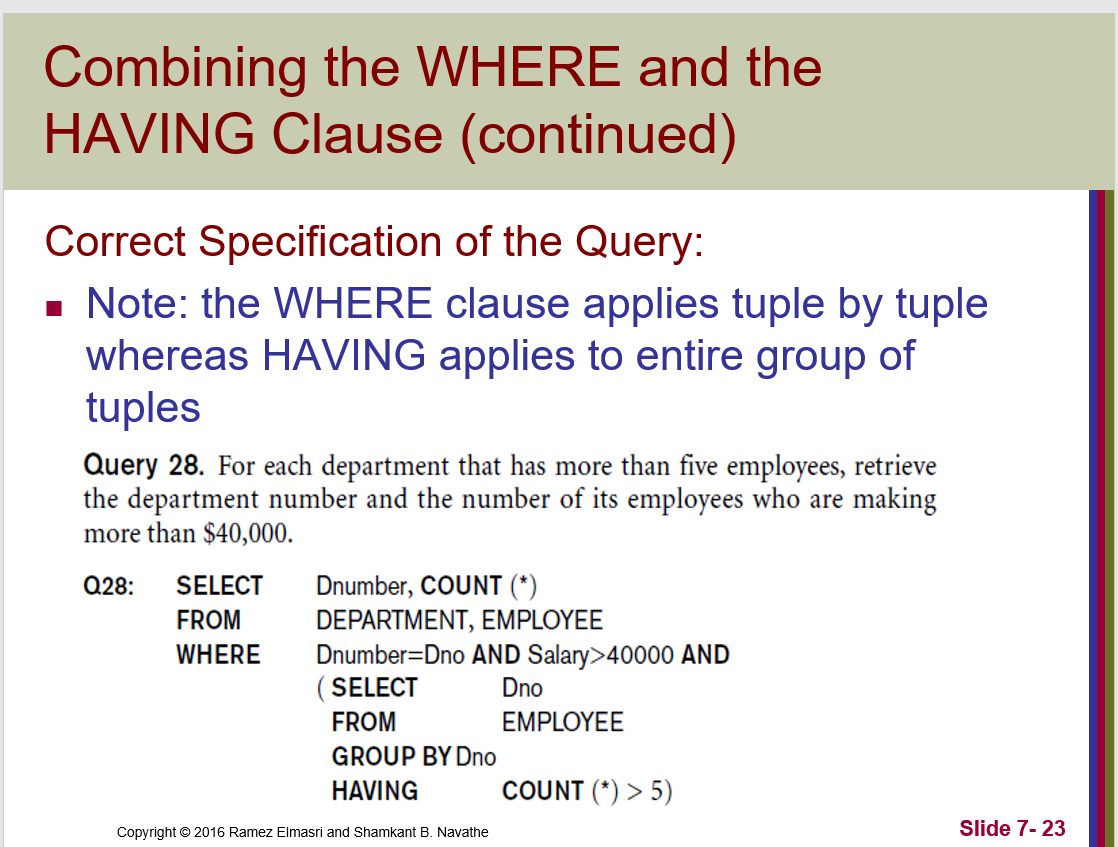 Combining the WHERE and the
HAVING Clause (continued)
Correct Specification of the Query:
■ Note: the WHERE clause applies tuple by tuple
whereas HAVING applies to entire group of
tuples
Query 28. For each department that has more than five employees, retrieve
the department number and the number of its employees who are making
more than $40,000.
Q28: SELECT Dnumber, COUNT (*)
FROM DEPARTMENT, EMPLOYEE
WHERE Dnumber=Dno AND Salary>40000 AND
( SELECT Dno
FROM EMPLOYEE
GROUP BY Dno
HAVING COUNT (*) > 5)
Copyright © 2016 Ramez Elmasri and Shamkant B. Navathe
Slide 7- 23